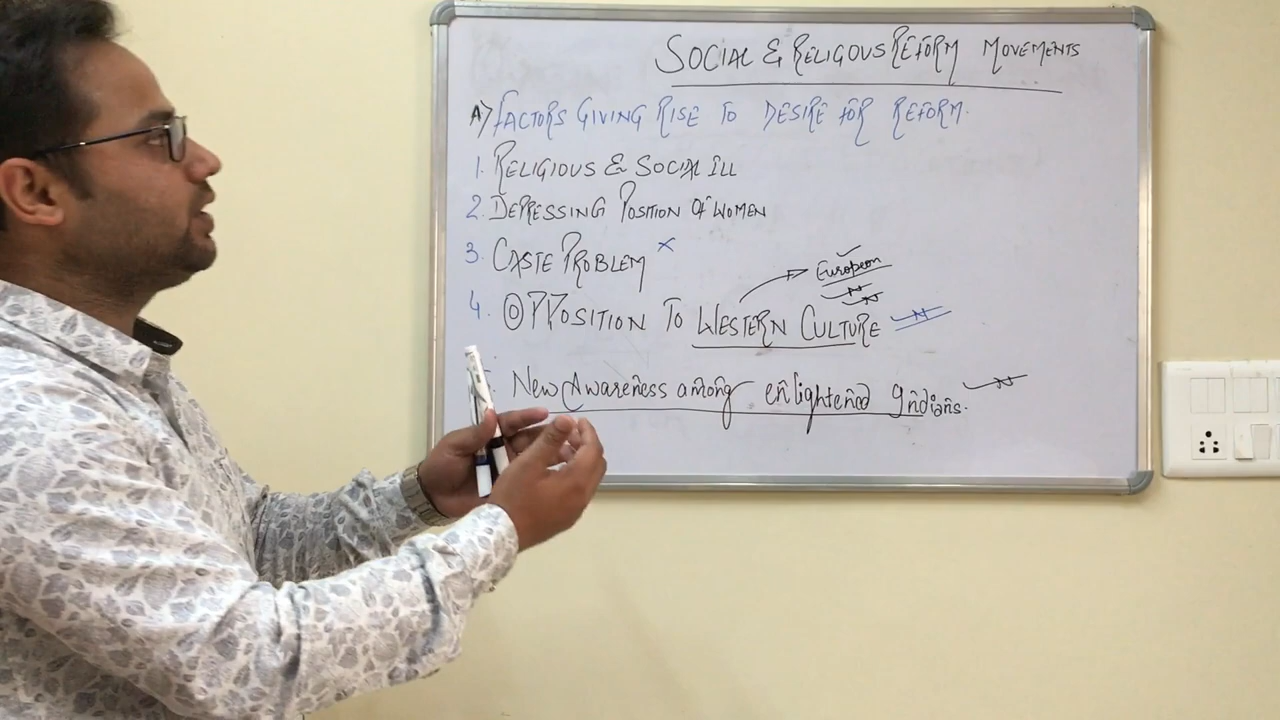 SOCIAL & RELIGOUS REFORM MOVEMENTS
A) FACTORS GIVING RISE TO DESIRE FOR REFORM.
1. RELIGIOUS & SOCIAL ILL
2. DEPRESSING POSITION OF WOMEN
3. CASTE PROBLEM
European
4. OPPOSITION TO WESTERN CULTURE
New Awareness among enlightened Indians.